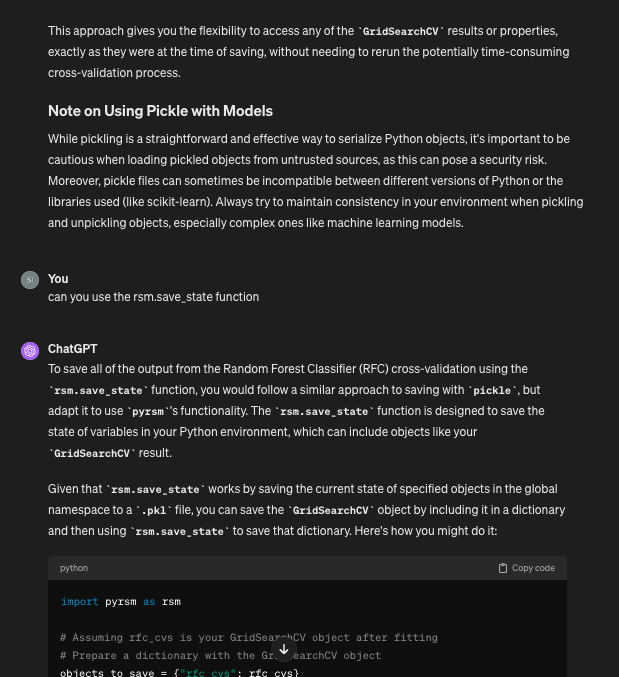 This approach gives you the flexibility to access any of the `GridSearchCV` results or properties,
exactly as they were at the time of saving, without needing to rerun the potentially time-consuming
cross-validation process.
Note on Using Pickle with Models
While pickling is a straightforward and effective way to serialize Python objects, it's important to be
cautious when loading pickled objects from untrusted sources, as this can pose a security risk.
Moreover, pickle files can sometimes be incompatible between different versions of Python or the
libraries used (like scikit-learn). Always try to maintain consistency in your environment when pickling
and unpickling objects, especially complex ones like machine learning models.
You
can you use the rsm.save_state function
ChatGPT
To save all of the output from the Random Forest Classifier (RFC) cross-validation using the
`rsm.save_state` function, you would follow a similar approach to saving with `pickle`, but
adapt it to use `pyrsm`'s functionality. The `rsm.save_state` function is designed to save the
state of variables in your Python environment, which can include objects like your
`GridSearchCV` result.
Given that `rsm.save_state` works by saving the current state of specified objects in the global
namespace to a `.pkl` file, you can save the `GridSearchCV` object by including it in a dictionary
and then using `rsm.save_state` to save that dictionary. Here's how you might do it:
python Copy code
import pyrsm as rsm
# Assuming rfc_cvs is your GridSearchCV object after fitting
# Prepare a dictionary with the GridSearchCV object
objects_to_save = {"rfc_cvs": rfc_cvs}